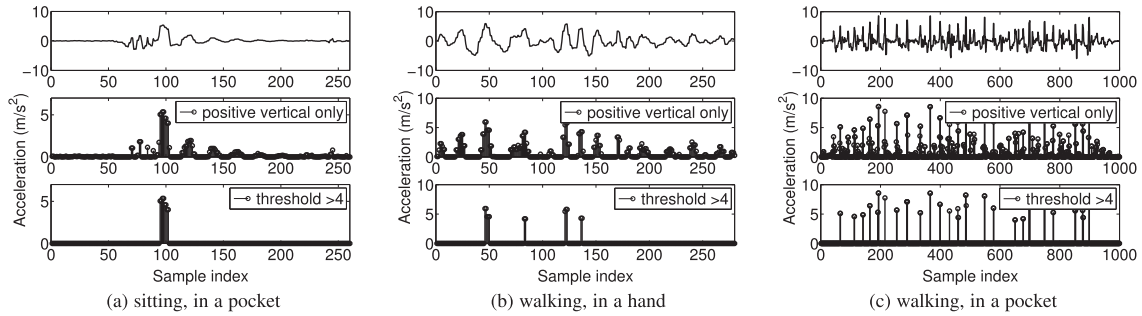 10
0
−10
0 50 100 150 200 250
5
0
0 50 100 150 200 250
positive vertical only
5
0
0 50 100 150 200 250
threshold >4
Acceleration (m/s²)
Sample index
(a) sitting, in a pocket
10
0
−10
0 50 100 150 200 250
10
5
0
0 50 100 150 200 250
positive vertical only
10
5
0
0 50 100 150 200 250
threshold >4
Acceleration (m/s²)
Sample index
(b) walking, in a hand
10
0
−10
0 200 400 600 800 1000
10
5
0
0 200 400 600 800 1000
positive vertical only
10
5
0
0 200 400 600 800 1000
threshold >4
Acceleration (m/s²)
Sample index
(c) walking, in a pocket